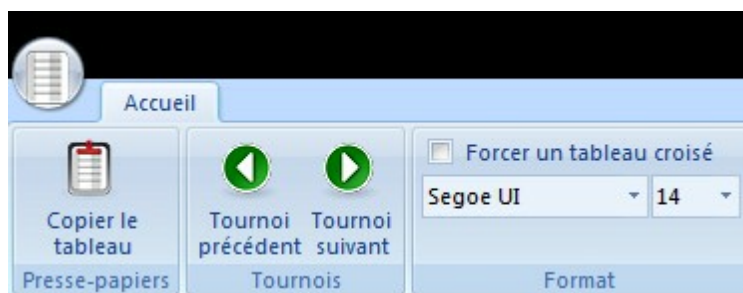 Accueil
Copier le
tableau
Presse-papiers
Tournoi
précédent
Tournoi
suivant
Tournois
Forcer un tableau croisé
Segoe UI
14
Format